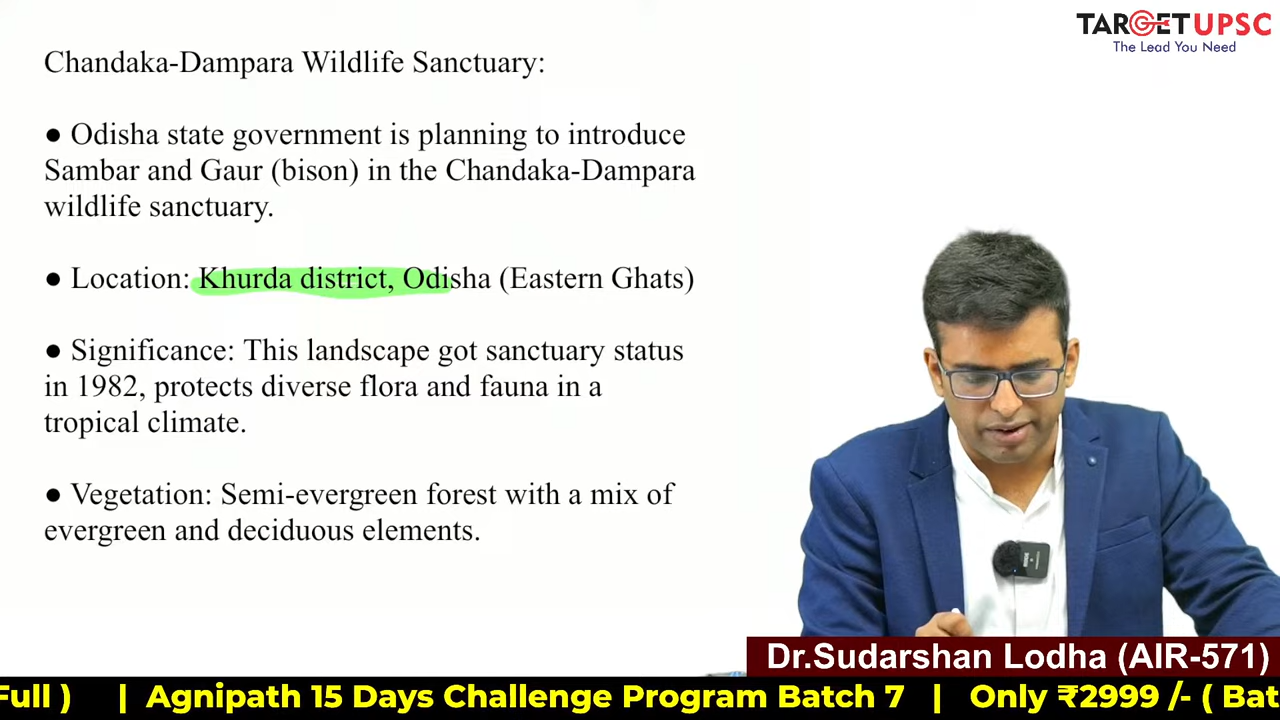 TARGETUPSC
The Lead You Need
Chandaka-Dampara Wildlife Sanctuary:
● Odisha state government is planning to introduce
Sambar and Gaur (bison) in the Chandaka-Dampara
wildlife sanctuary.
● Location: Khurda district, Odisha (Eastern Ghats)
● Significance: This landscape got sanctuary status
in 1982, protects diverse flora and fauna in a
tropical climate.
● Vegetation: Semi-evergreen forest with a mix of
evergreen and deciduous elements.
Dr.Sudarshan Lodha (AIR-571)
Full ) | Agnipath 15 Days Challenge Program Batch 7 | Only ₹2999 /- ( Bat